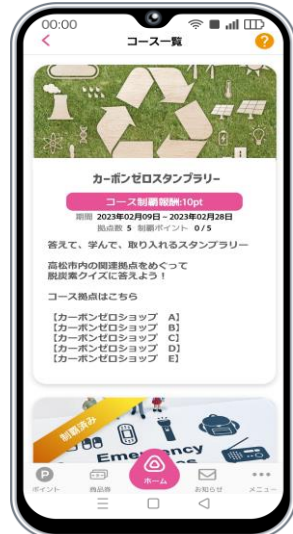 00:00
コース一覧
?
カーボンゼロスタンプラリー
コース制覇報酬:10pt
期間 2023年02月09日 – 2023年02月28日
拠点数 5 制覇ポイント 0/5
答えて、学んで、取り入れるスタンプラリー
高松市内の関連拠点をめぐって
脱炭素クイズに答えよう！
コース拠点はこちら
【カーボンゼロショップ A】
【カーボンゼロショップ B】
【カーボンゼロショップ C】
【カーボンゼロショップ D】
【カーボンゼロショップ E】
制覇済み
Emergency
P
ポイント 商品券 ホーム お知らせ メニュー